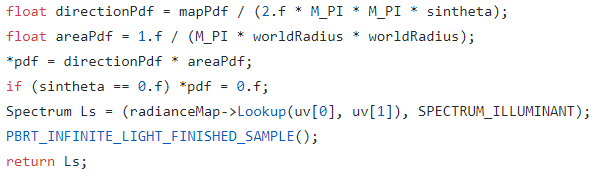 float directionPdf = mapPdf / (2.f * M_PI * M_PI * sintheta);
float areaPdf = 1.f / (M_PI * worldRadius * worldRadius);
*pdf = directionPdf * areaPdf;
if (sintheta == 0.f) *pdf = 0.f;
Spectrum Ls = (radianceMap->Lookup(uv[0], uv[1]), SPECTRUM_ILLUMINANT);
PBRT_INFINITE_LIGHT_FINISHED_SAMPLE();
return Ls;